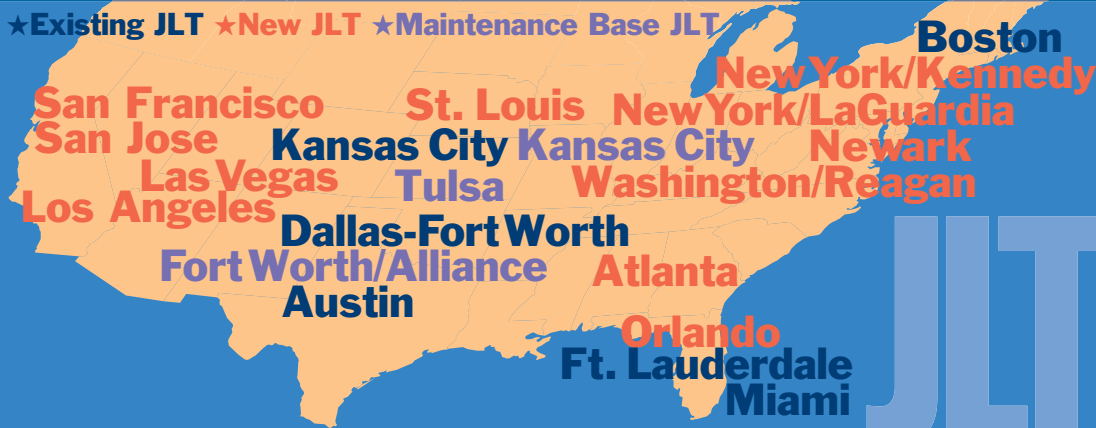 ★Existing JLT ★New JLT ★Maintenance Base JLT
Boston
New York/Kennedy
San Francisco
St. Louis
New York/LaGuardia
San Jose
Kansas City
Kansas City
Newark
Las Vegas
Tulsa
Washington/Reagan
Los Angeles
Dallas-Fort Worth
Fort Worth/Alliance
Atlanta
Austin
Orlando
Ft. Lauderdale
Miami
JLT